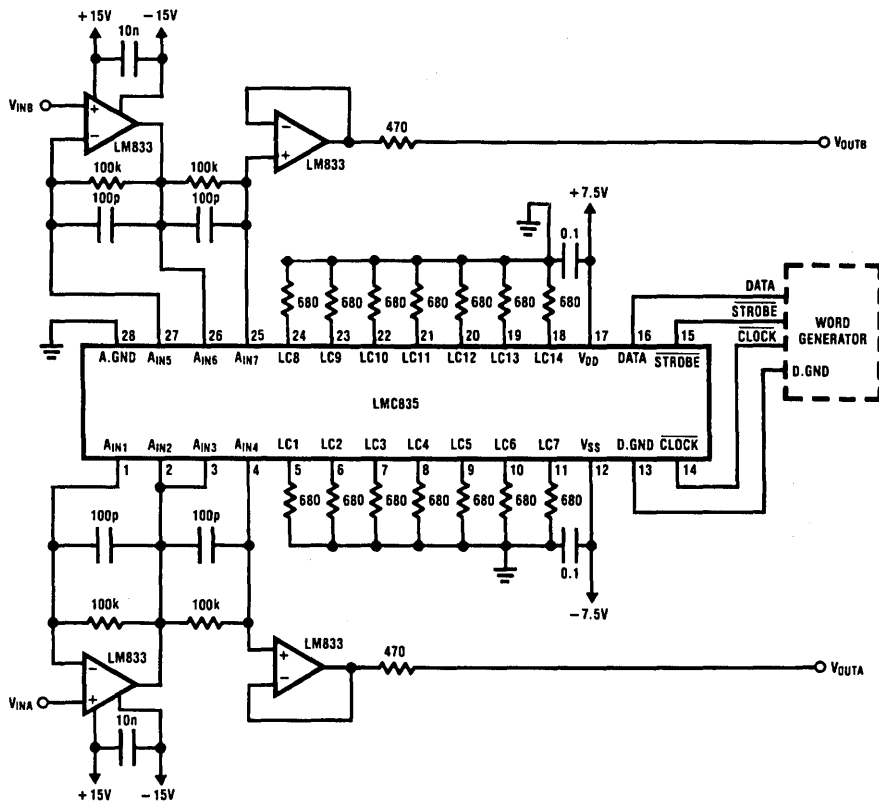 +15V -15V
10n
VINB
+
-
LM833
-
+
LM833
470
VOUTB
100k 100k
100p 100p
+7.5V
0.1
680 680 680 680 680 680 680
DATA
STROBE
CLOCK
D.GND
WORD
GENERATOR
28 27 26 25 24 23 22 21 20 19 18 17 16 15
A.GND AIN5 AIN6 AIN7 LC8 LC9 LC10 LC11 LC12 LC13 LC14 VDD DATA STROBE
LMC835
AIN1 AIN2 AIN3 AIN4 LC1 LC2 LC3 LC4 LC5 LC6 LC7 VSS D.GND CLOCK
1 2 3 4 5 6 7 8 9 10 11 12 13 14
680 680 680 680 680 680 680
100p 100p
0.1
-7.5V
100k 100k
LM833
-
+
LM833
+
-
470
VOUTA
VINA
10n
+15V -15V